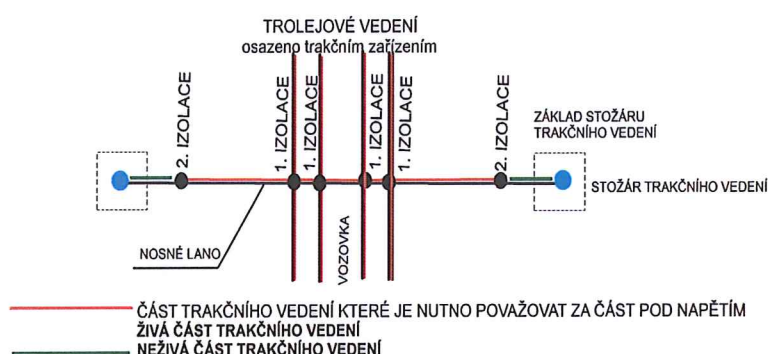 TROLEJOVÉ VEDENÍ
osazeno trakčním zařízením
2. IZOLACE
1. IZOLACE
1. IZOLACE
1. IZOLACE
1. IZOLACE
2. IZOLACE
ZÁKLAD STOŽÁRU
TRAKČNÍHO VEDENÍ
STOŽÁR TRAKČNÍHO VEDENÍ
NOSNÉ LANO
VOZOVKA
ČÁST TRAKČNÍHO VEDENÍ KTERÉ JE NUTNO POVAŽOVAT ZA ČÁST POD NAPĚTÍM
ŽIVÁ ČÁST TRAKČNÍHO VEDENÍ
NEŽIVÁ ČÁST TRAKČNÍHO VEDENÍ